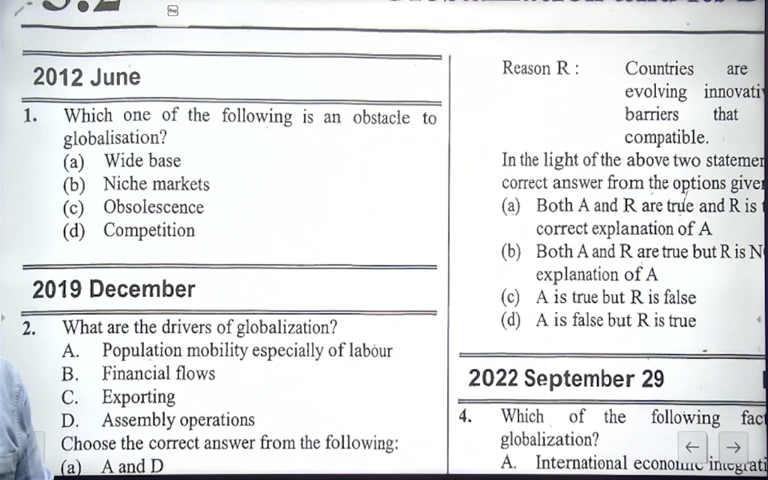 2012 June
1. Which one of the following is an obstacle to
globalisation?
(a) Wide base
(b) Niche markets
(c) Obsolescence
(d) Competition
2019 December
2. What are the drivers of globalization?
A. Population mobility especially of labour
B. Financial flows
C. Exporting
D. Assembly operations
Choose the correct answer from the following:
(a) A and D
Reason R : Countries are
evolving
barriers that
compatible.
In the light of the above two
correct answer from the options
(a) Both A and R are true and R is
correct explanation of A
(b) Both A and R are true but R is
explanation of A
(c) A is true but R is false
(d) A is false but R is true
2022 September 29
4. Which of the following
globalization?
A. International economic